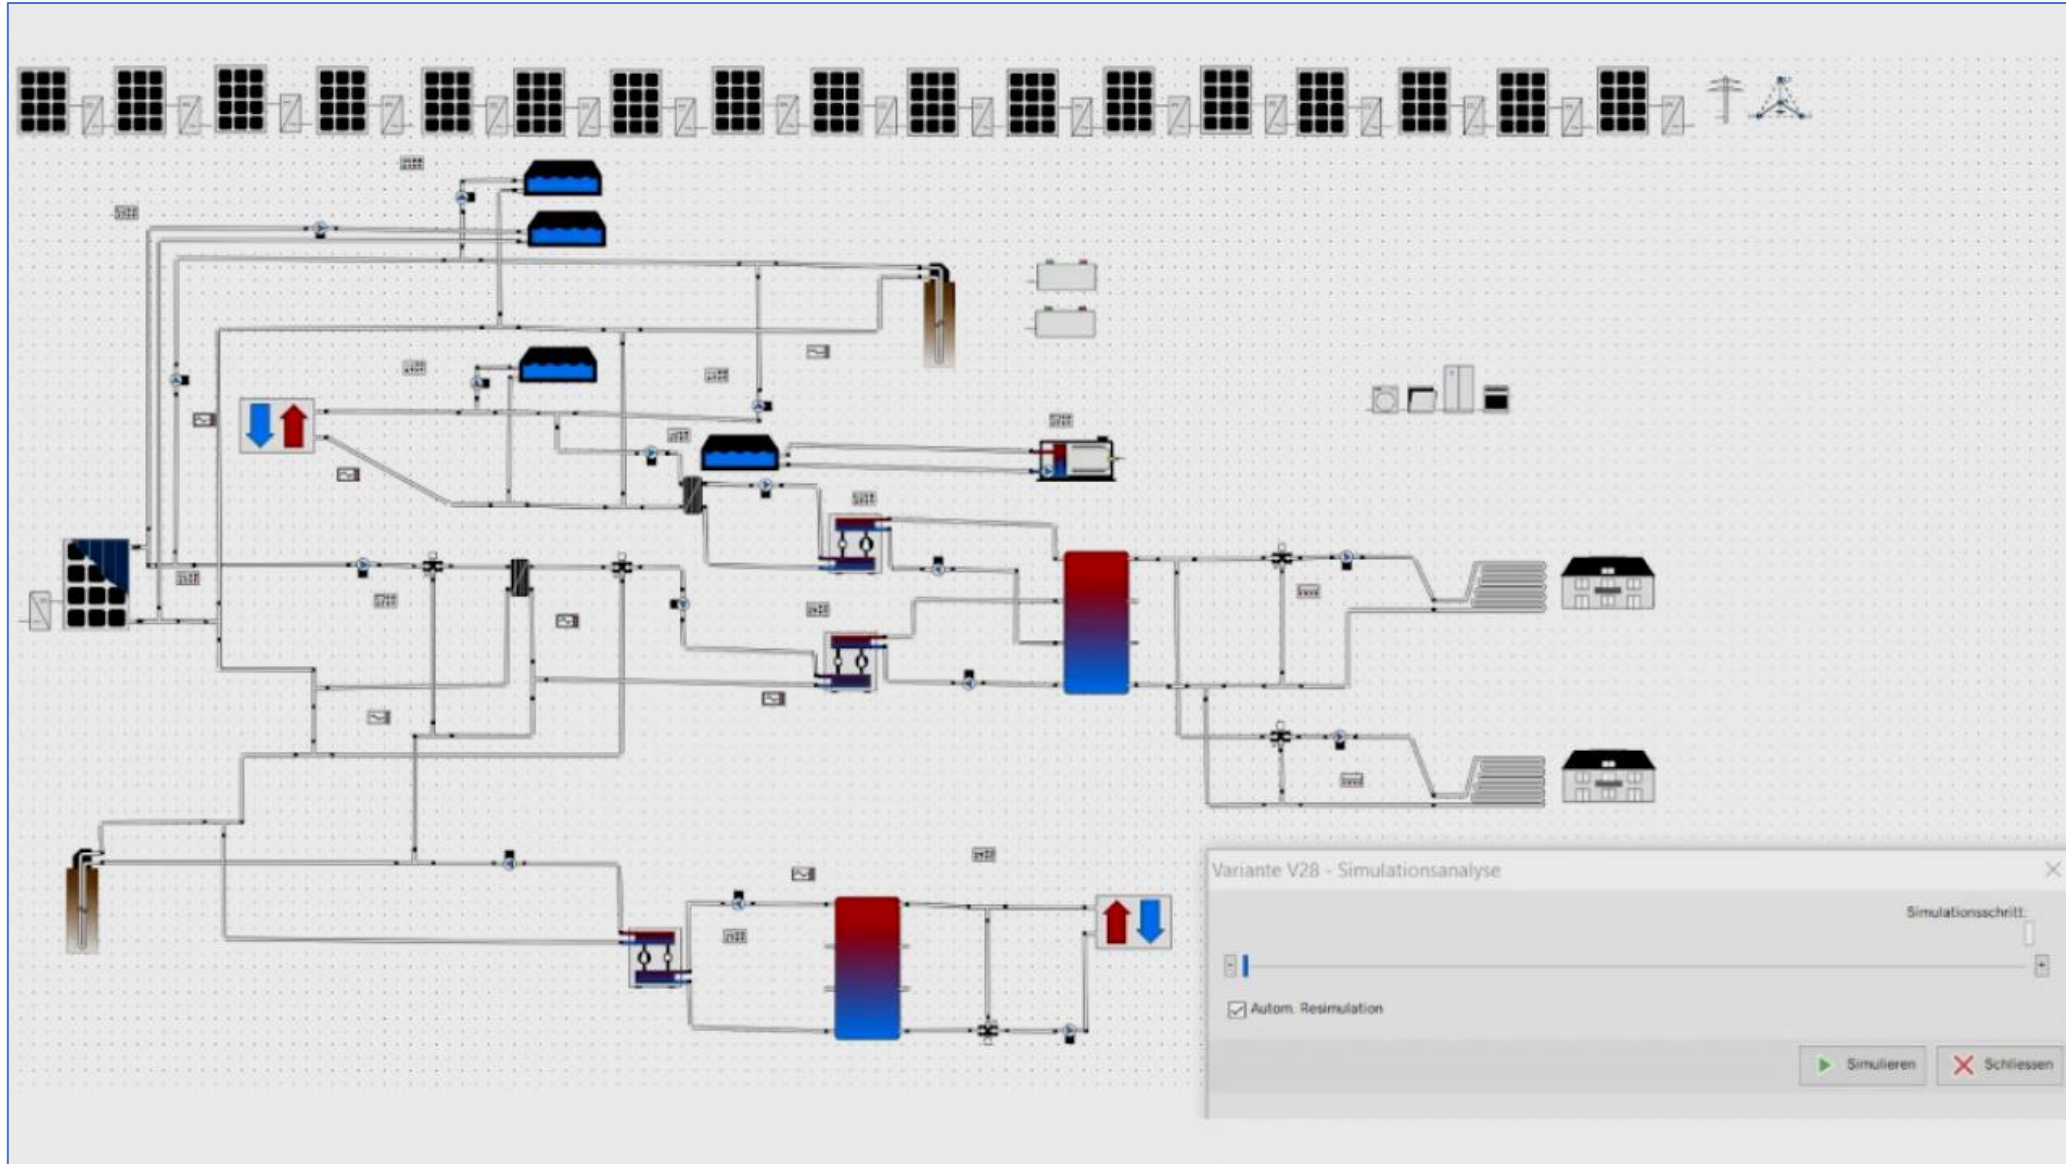 Variante V28 - Simulationsanalyse
Simulationsschritt:
Autom. Resimulation
Simulieren
Schliessen